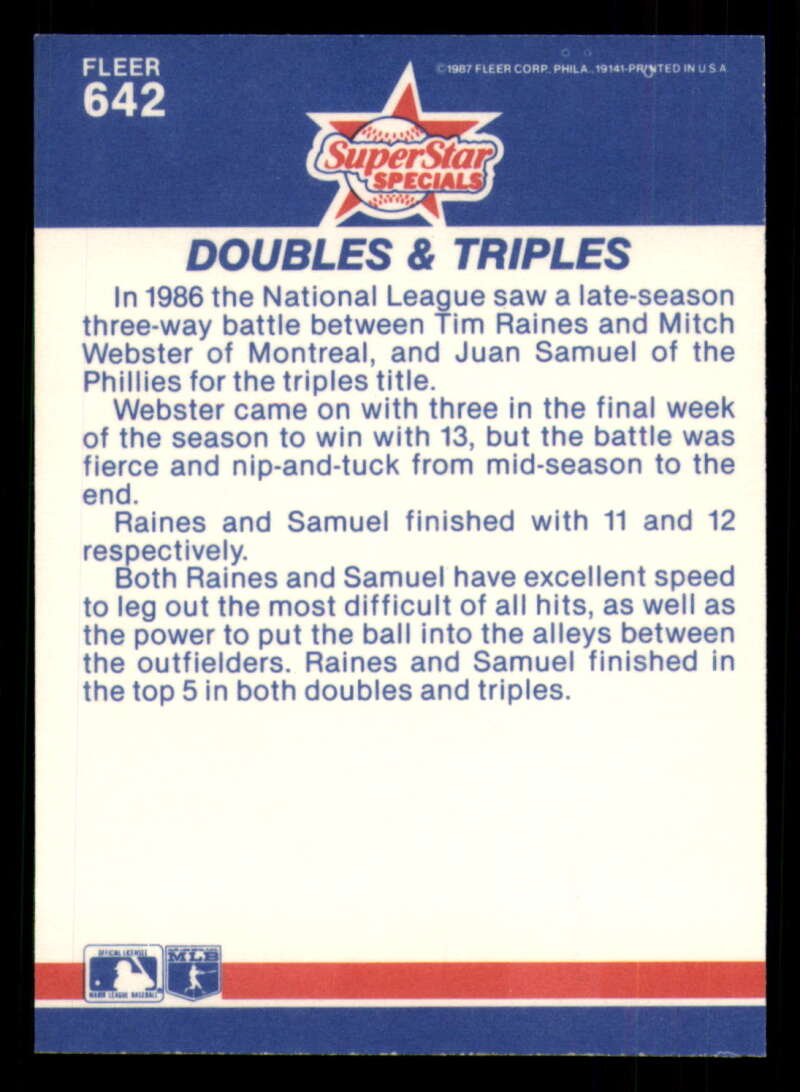 FLEER
642
©1987 FLEER CORP. PHILA., 19141-PRINTED IN U.S.A.
SuperStar
SPECIALS
DOUBLES & TRIPLES
In 1986 the National League saw a late-season
three-way battle between Tim Raines and Mitch
Webster of Montreal, and Juan Samuel of the
Phillies for the triples title.
Webster came on with three in the final week
of the season to win with 13, but the battle was
fierce and nip-and-tuck from mid-season to the
end.
Raines and Samuel finished with 11 and 12
respectively.
Both Raines and Samuel have excellent speed
to leg out the most difficult of all hits, as well as
the power to put the ball into the alleys between
the outfielders. Raines and Samuel finished in
the top 5 in both doubles and triples.
OFFICIAL LICENSEE
MAJOR LEAGUE BASEBALL
MLB